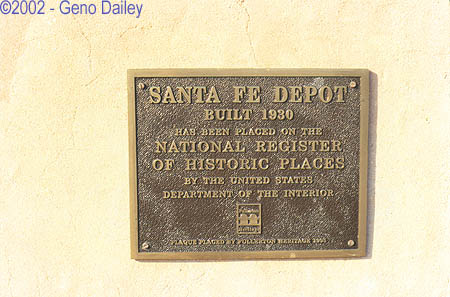 ©2002 - Geno Dailey
SANTA FE DEPOT
BUILT 1930
HAS BEEN PLACED ON THE
NATIONAL REGISTER
OF HISTORIC PLACES
BY THE UNITED STATES
DEPARTMENT OF THE INTERIOR
PLAQUE PLACED BY FULLERTON HERITAGE